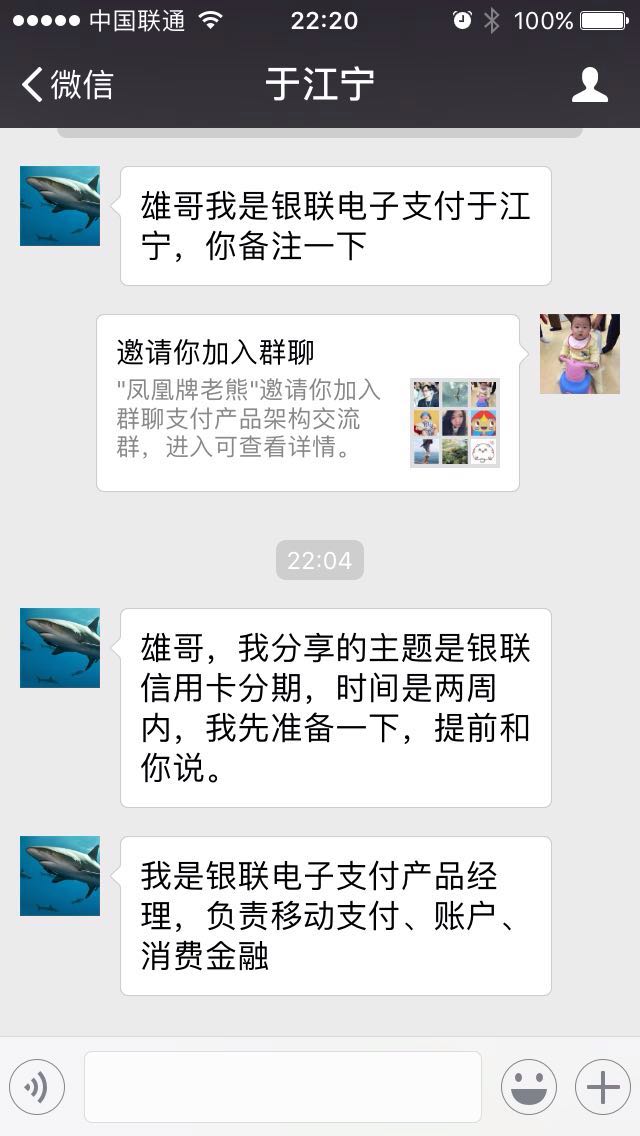 中国联通 22:20 100%
微信 于江宁
雄哥我是银联电子支付于江
宁，你备注一下
邀请你加入群聊
"凤凰牌老熊"邀请你加入
群聊支付产品架构交流
群，进入可查看详情。
22:04
雄哥，我分享的主题是银联
信用卡分期，时间是两周
内，我先准备一下，提前和
你说。
我是银联电子支付产品经
理，负责移动支付、账户、
消费金融